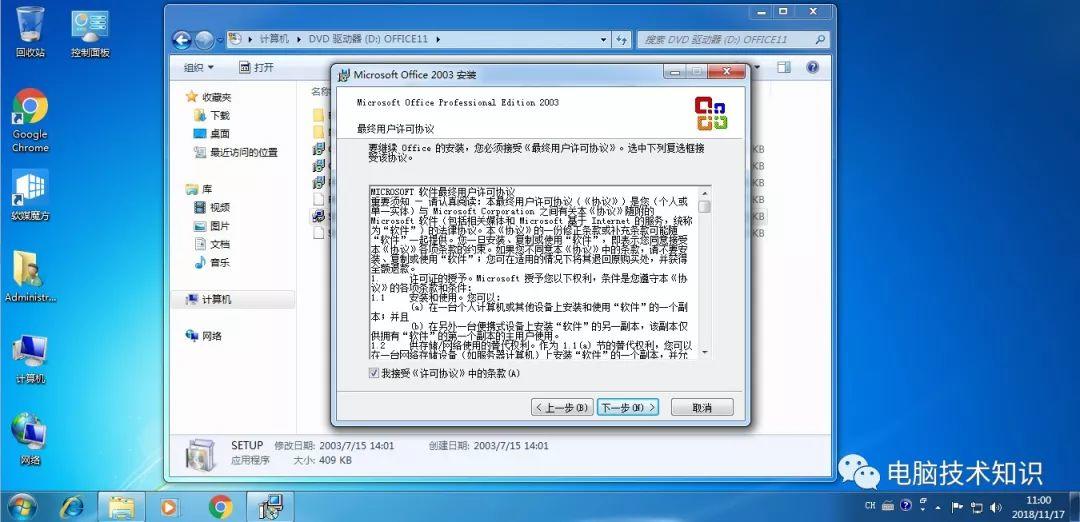 回收站
控制面板
Google
Chrome
软媒魔方
Administr...
计算机
网络
计算机
DVD 驱动器 (D:) OFFICE11
搜索 DVD 驱动器 (D:) OFFICE11
组织
打开
收藏夹
下载
桌面
最近访问的位置
库
视频
图片
文档
音乐
计算机
网络
名称
KB
KB
KB
KB
KB
KB
Microsoft Office 2003 安装
Microsoft Office Professional Edition 2003
最终用户许可协议
要继续 Office 的安装，您必须接受《最终用户许可协议》。选中下列复选框接
受该协议。
MICROSOFT 软件最终用户许可协议
重要须知 — 请认真阅读：本最终用户许可协议（《协议》）是您（个人或
单一实体）与 Microsoft Corporation 之间有关本《协议》随附的
Microsoft 软件（包括相关媒体和 Microsoft 基于 Internet 的服务，统称
为“软件”）的法律协议。本《协议》的一份修正条款或补充条款可能随
“软件”一起提供。您一旦安装、复制或使用“软件”，即表示您同意接受
本《协议》各项条款的约束。如果您不同意本《协议》中的条款，请不要安
装、复制或使用“软件”；您可在适用的情况下将其退回原购买处，并获得
全额退款。
1. 许可证的授予。Microsoft 授予您以下权利，条件是您遵守本《协
议》的各项条款和条件：
1.1 安装和使用。您可以：
(a) 在一台个人计算机或其他设备上安装和使用“软件”的一个副
本；并且
(b) 在另外一台便携式设备上安装“软件”的另一副本，该副本仅
供拥有“软件”的第一个副本的主用户使用。
1.2 供存储/网络使用的替代权利。作为 1.1(a) 节的替代权利，您可以
在一台网络存储设备（如服务器计算机）上安装“软件”的一个副本，并允
我接受《许可协议》中的条款(A)
< 上一步(B)
下一步(N) >
取消
SETUP 修改日期: 2003/7/15 14:01 创建日期: 2003/7/15 14:01
应用程序 大小: 409 KB
电脑技术知识
CH
11:00
2018/11/17